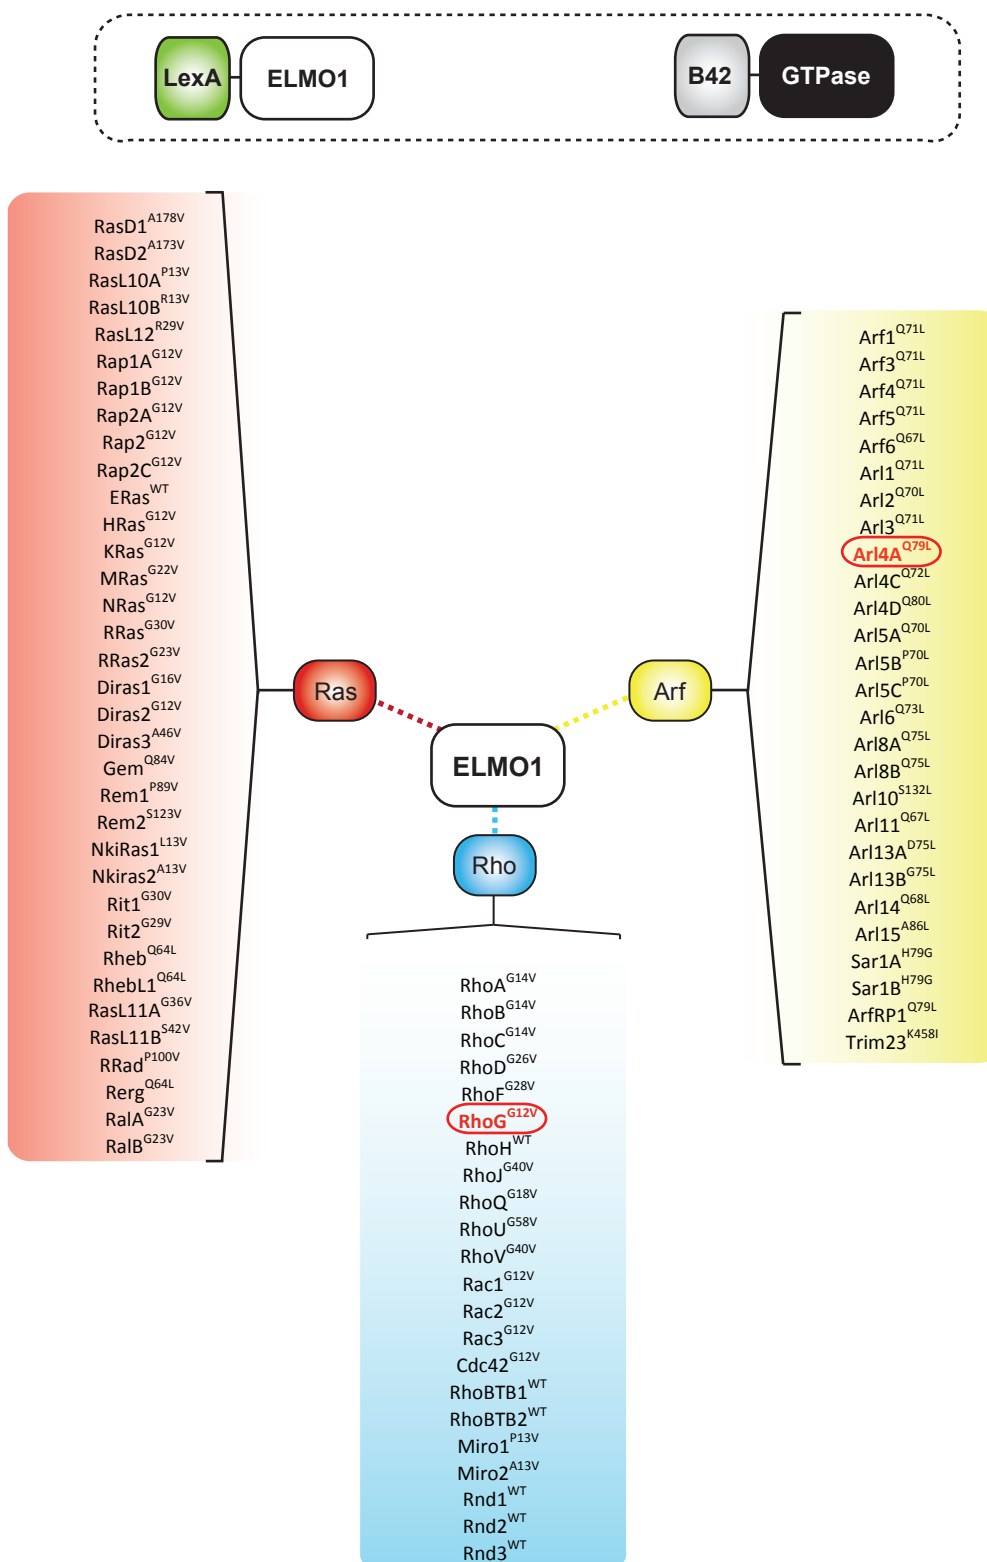 LexA ELMO1 B42 GTPase
RasD1A178V
RasD2A173V
RasL10AP13V
RasL10BR13V
RasL12R29V
Rap1AG12V
Rap1BG12V
Rap2AG12V
Rap2G12V
Rap2CG12V
ERasWT
HRasG12V
KRasG12V
MRasG22V
NRasG12V
RRasG30V
RRas2G23V
Diras1G16V
Diras2G12V
Diras3A46V
GemQ84V
Rem1P89V
Rem2S123V
NkiRas1L13V
Nkiras2A13V
Rit1G30V
Rit2G29V
RhebQ64L
RhebL1Q64L
RasL11AG36V
RasL11BS42V
RRadP100V
RergQ64L
RalAG23V
RalBG23V
Ras
Arf
ELMO1
Rho
Arf1Q71L
Arf3Q71L
Arf4Q71L
Arf5Q71L
Arf6Q67L
Arl1Q71L
Arl2Q70L
Arl3Q71L
Arl4AQ79L
Arl4CQ72L
Arl4DQ80L
Arl5AQ70L
Arl5BP70L
Arl5CP70L
Arl6Q73L
Arl8AQ75L
Arl8BQ75L
Arl10S132L
Arl11Q67L
Arl13AD75L
Arl13BG75L
Arl14Q68L
Arl15A86L
Sar1AH79G
Sar1BH79G
ArfRP1Q79L
Trim23K458I
RhoAG14V
RhoBG14V
RhoCG14V
RhoDG26V
RhoFG28V
RhoGG12V
RhoHWT
RhoJG40V
RhoQG18V
RhoUG58V
RhoVG40V
Rac1G12V
Rac2G12V
Rac3G12V
Cdc42G12V
RhoBTB1WT
RhoBTB2WT
Miro1P13V
Miro2A13V
Rnd1WT
Rnd2WT
Rnd3WT